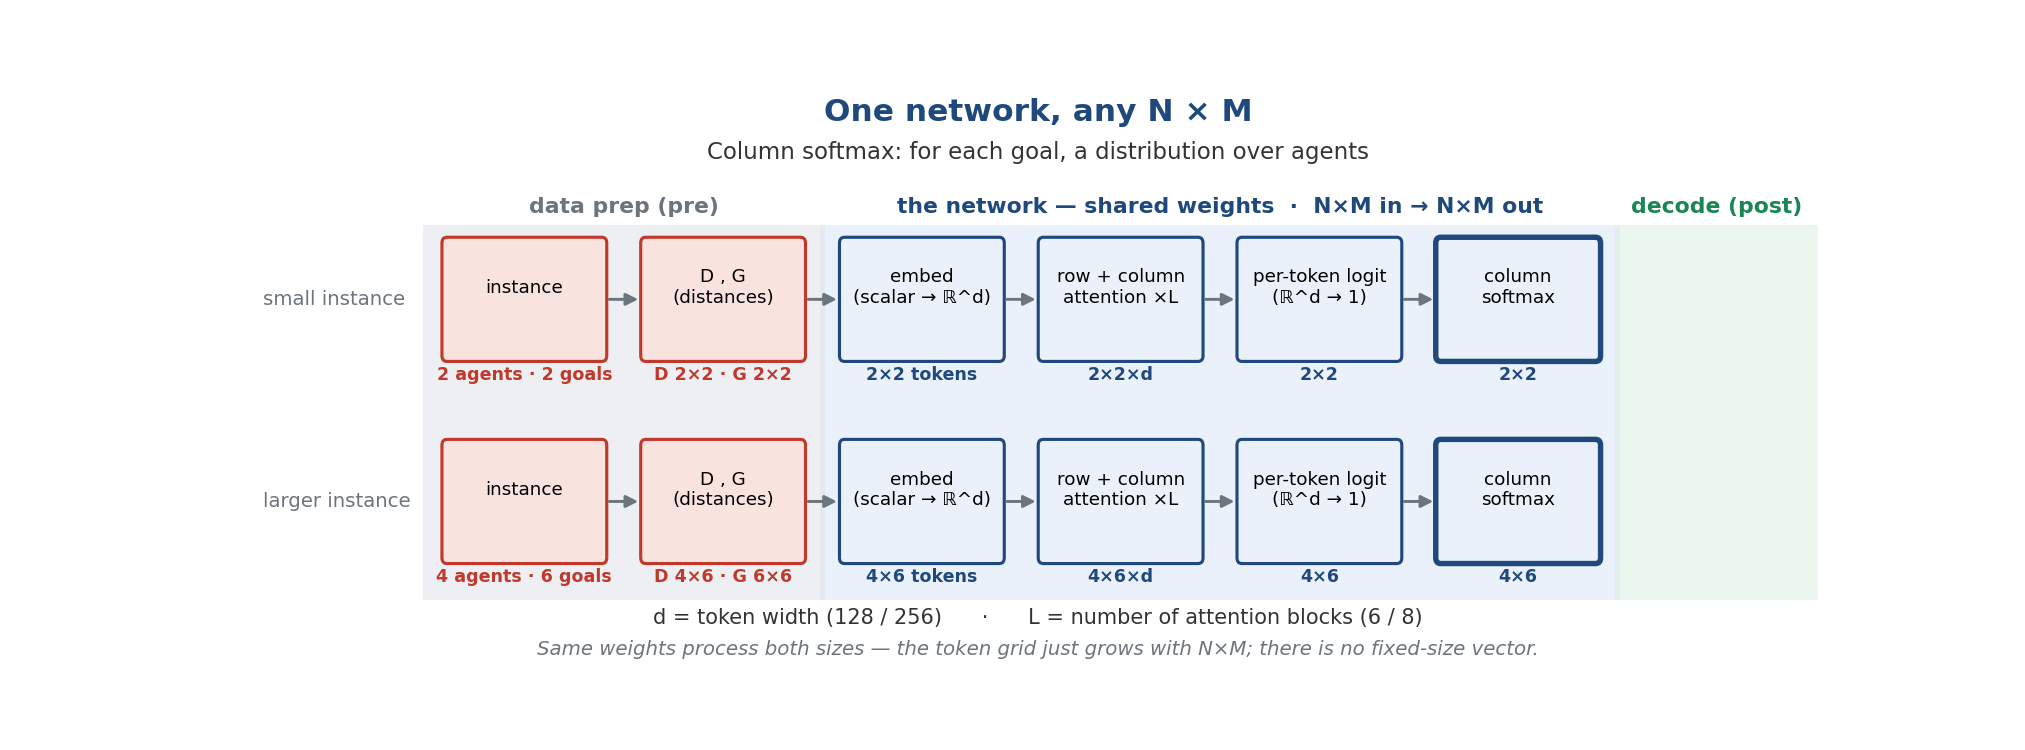 One network, any N × M
Column softmax: for each goal, a distribution over agents
data prep (pre)
the network — shared weights · N×M in → N×M out
decode (post)
small instance
instance
D , G
(distances)
embed
(scalar → ℝ^d)
row + column
attention ×L
per-token logit
(ℝ^d → 1)
column
softmax
2 agents · 2 goals
D 2×2 · G 2×2
2×2 tokens
2×2×d
2×2
2×2
larger instance
instance
D , G
(distances)
embed
(scalar → ℝ^d)
row + column
attention ×L
per-token logit
(ℝ^d → 1)
column
softmax
4 agents · 6 goals
D 4×6 · G 6×6
4×6 tokens
4×6×d
4×6
4×6
d = token width (128 / 256) · L = number of attention blocks (6 / 8)
Same weights process both sizes — the token grid just grows with N×M; there is no fixed-size vector.